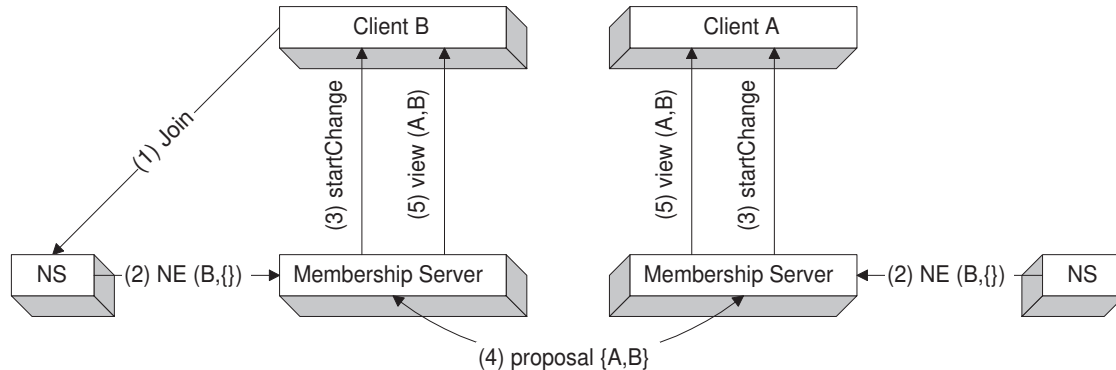 Client B
Client A
(1) Join
(3) startChange
(5) view (A,B)
(5) view (A,B)
(3) startChange
NS
(2) NE (B,{})
Membership Server
Membership Server
(2) NE (B,{})
NS
(4) proposal {A,B}